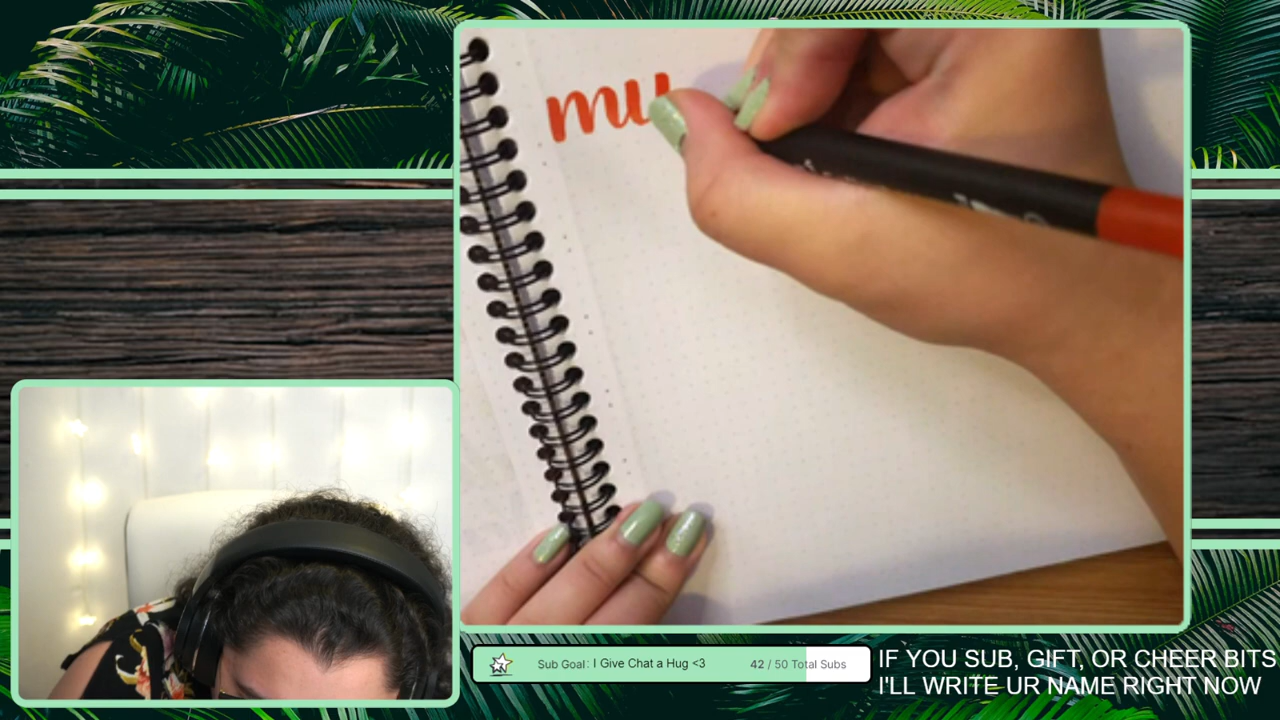 mu
Sub Goal: I Give Chat a Hug <3 42 / 50 Total Subs
IF YOU SUB, GIFT, OR CHEER BITS
I'LL WRITE UR NAME RIGHT NOW